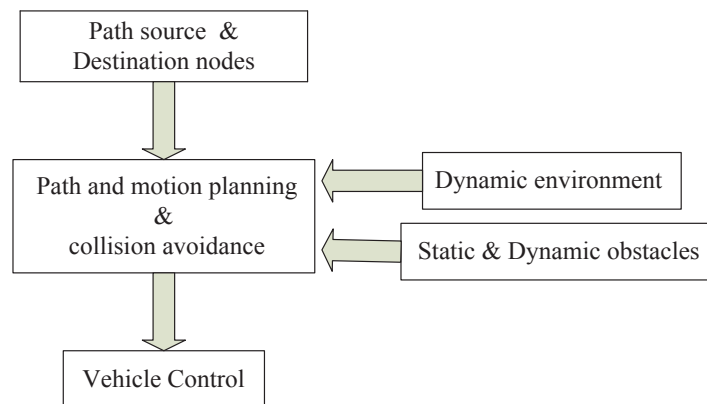 Path source & 
Destination nodes
Path and motion planning
&
collision avoidance
Dynamic environment
Static & Dynamic obstacles
Vehicle Control